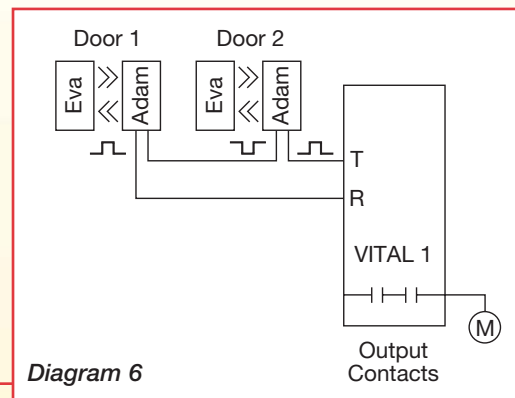 Door 1 Door 2
Eva Adam Eva Adam
T
R
VITAL 1
M
Output
Contacts
Diagram 6